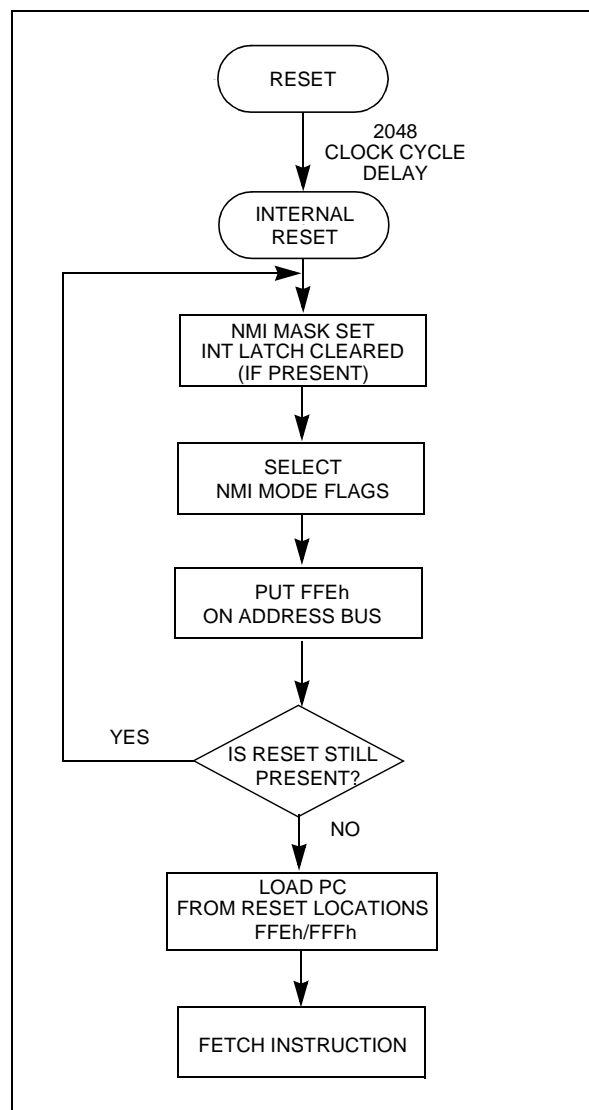 RESET
2048
CLOCK CYCLE
DELAY
INTERNAL
RESET
NMI MASK SET
INT LATCH CLEARED
(IF PRESENT)
SELECT
NMI MODE FLAGS
PUT FFEh
ON ADDRESS BUS
YES
IS RESET STILL
PRESENT?
NO
LOAD PC
FROM RESET LOCATIONS
FFEh/FFFh
FETCH INSTRUCTION